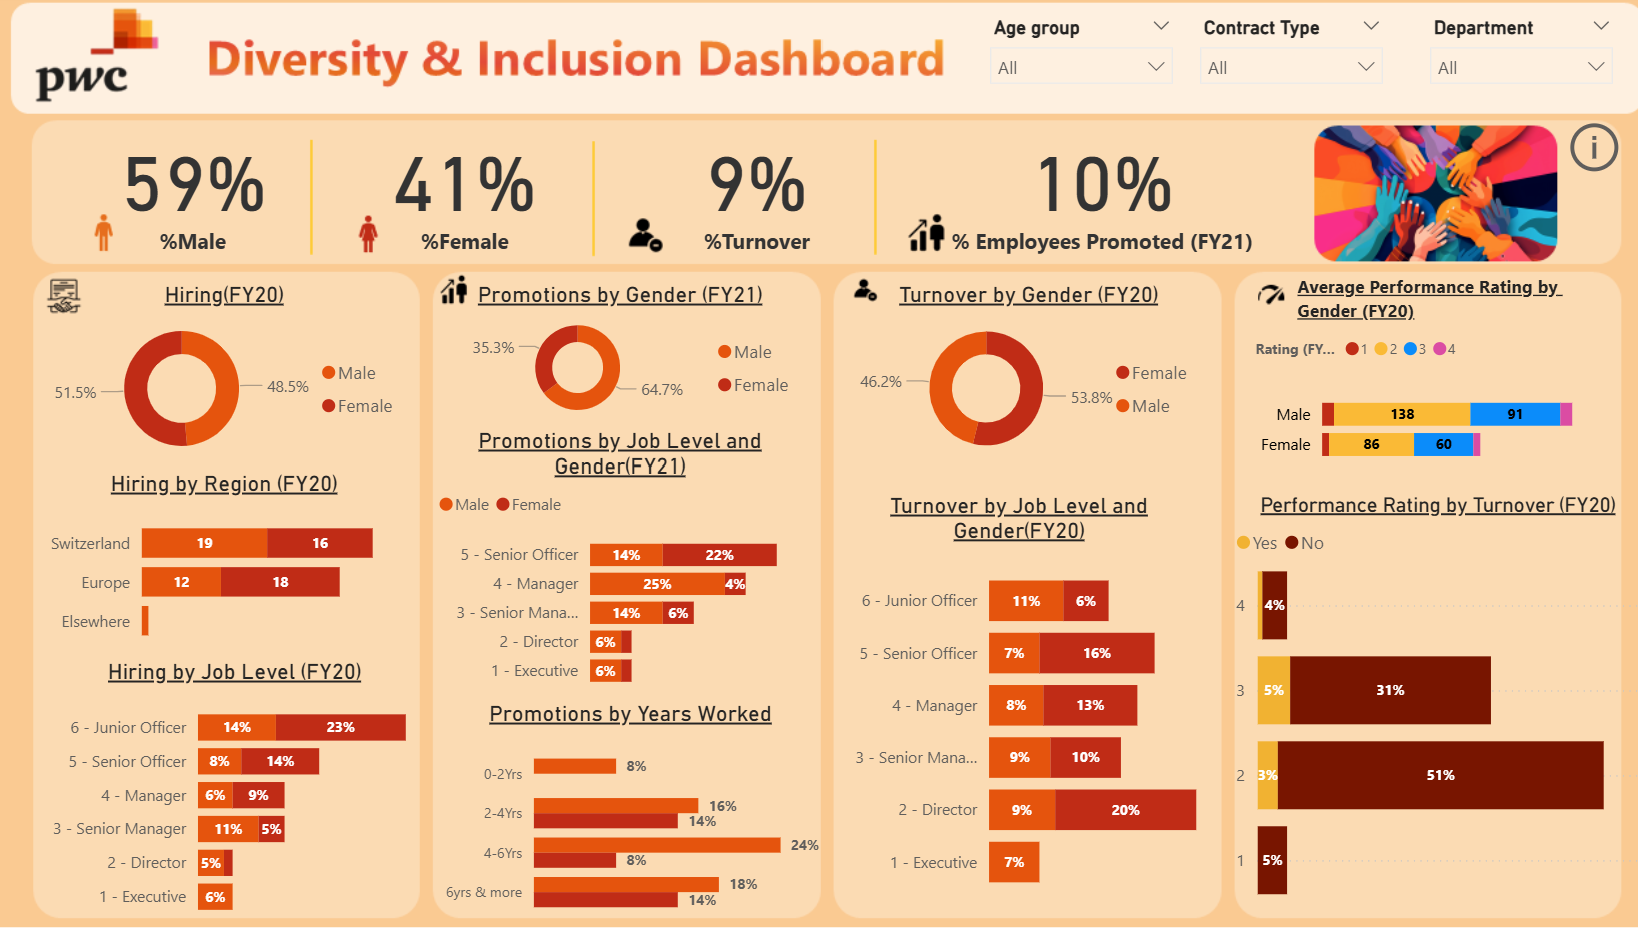 pwc
Diversity & Inclusion Dashboard
Age group
All
Contract Type
All
Department
All
59%
%Male
41%
%Female
9%
%Turnover
10%
% Employees Promoted (FY21)
i
Hiring(FY20)
51.5%
48.5%
Male
Female
Hiring by Region (FY20)
Switzerland 19 16
Europe 12 18
Elsewhere
Hiring by Job Level (FY20)
6 - Junior Officer 14% 23%
5 - Senior Officer 8% 14%
4 - Manager 6% 9%
3 - Senior Manager 11% 5%
2 - Director 5%
1 - Executive 6%
Promotions by Gender (FY21)
35.3%
64.7%
Male
Female
Promotions by Job Level and
Gender(FY21)
Male Female
5 - Senior Officer 14% 22%
4 - Manager 25% 4%
3 - Senior Mana... 14% 6%
2 - Director 6%
1 - Executive 6%
Promotions by Years Worked
0-2Yrs 8%
2-4Yrs 16%
14%
4-6Yrs 24%
8%
6yrs & more 18%
14%
Turnover by Gender (FY20)
46.2%
53.8%
Female
Male
Turnover by Job Level and
Gender(FY20)
6 - Junior Officer 11% 6%
5 - Senior Officer 7% 16%
4 - Manager 8% 13%
3 - Senior Mana... 9% 10%
2 - Director 9% 20%
1 - Executive 7%
Average Performance Rating by
Gender (FY20)
Rating (FY... 1 2 3 4
Male 138 91
Female 86 60
Performance Rating by Turnover (FY20)
Yes No
4 4%
3 5% 31%
2 3% 51%
1 5%